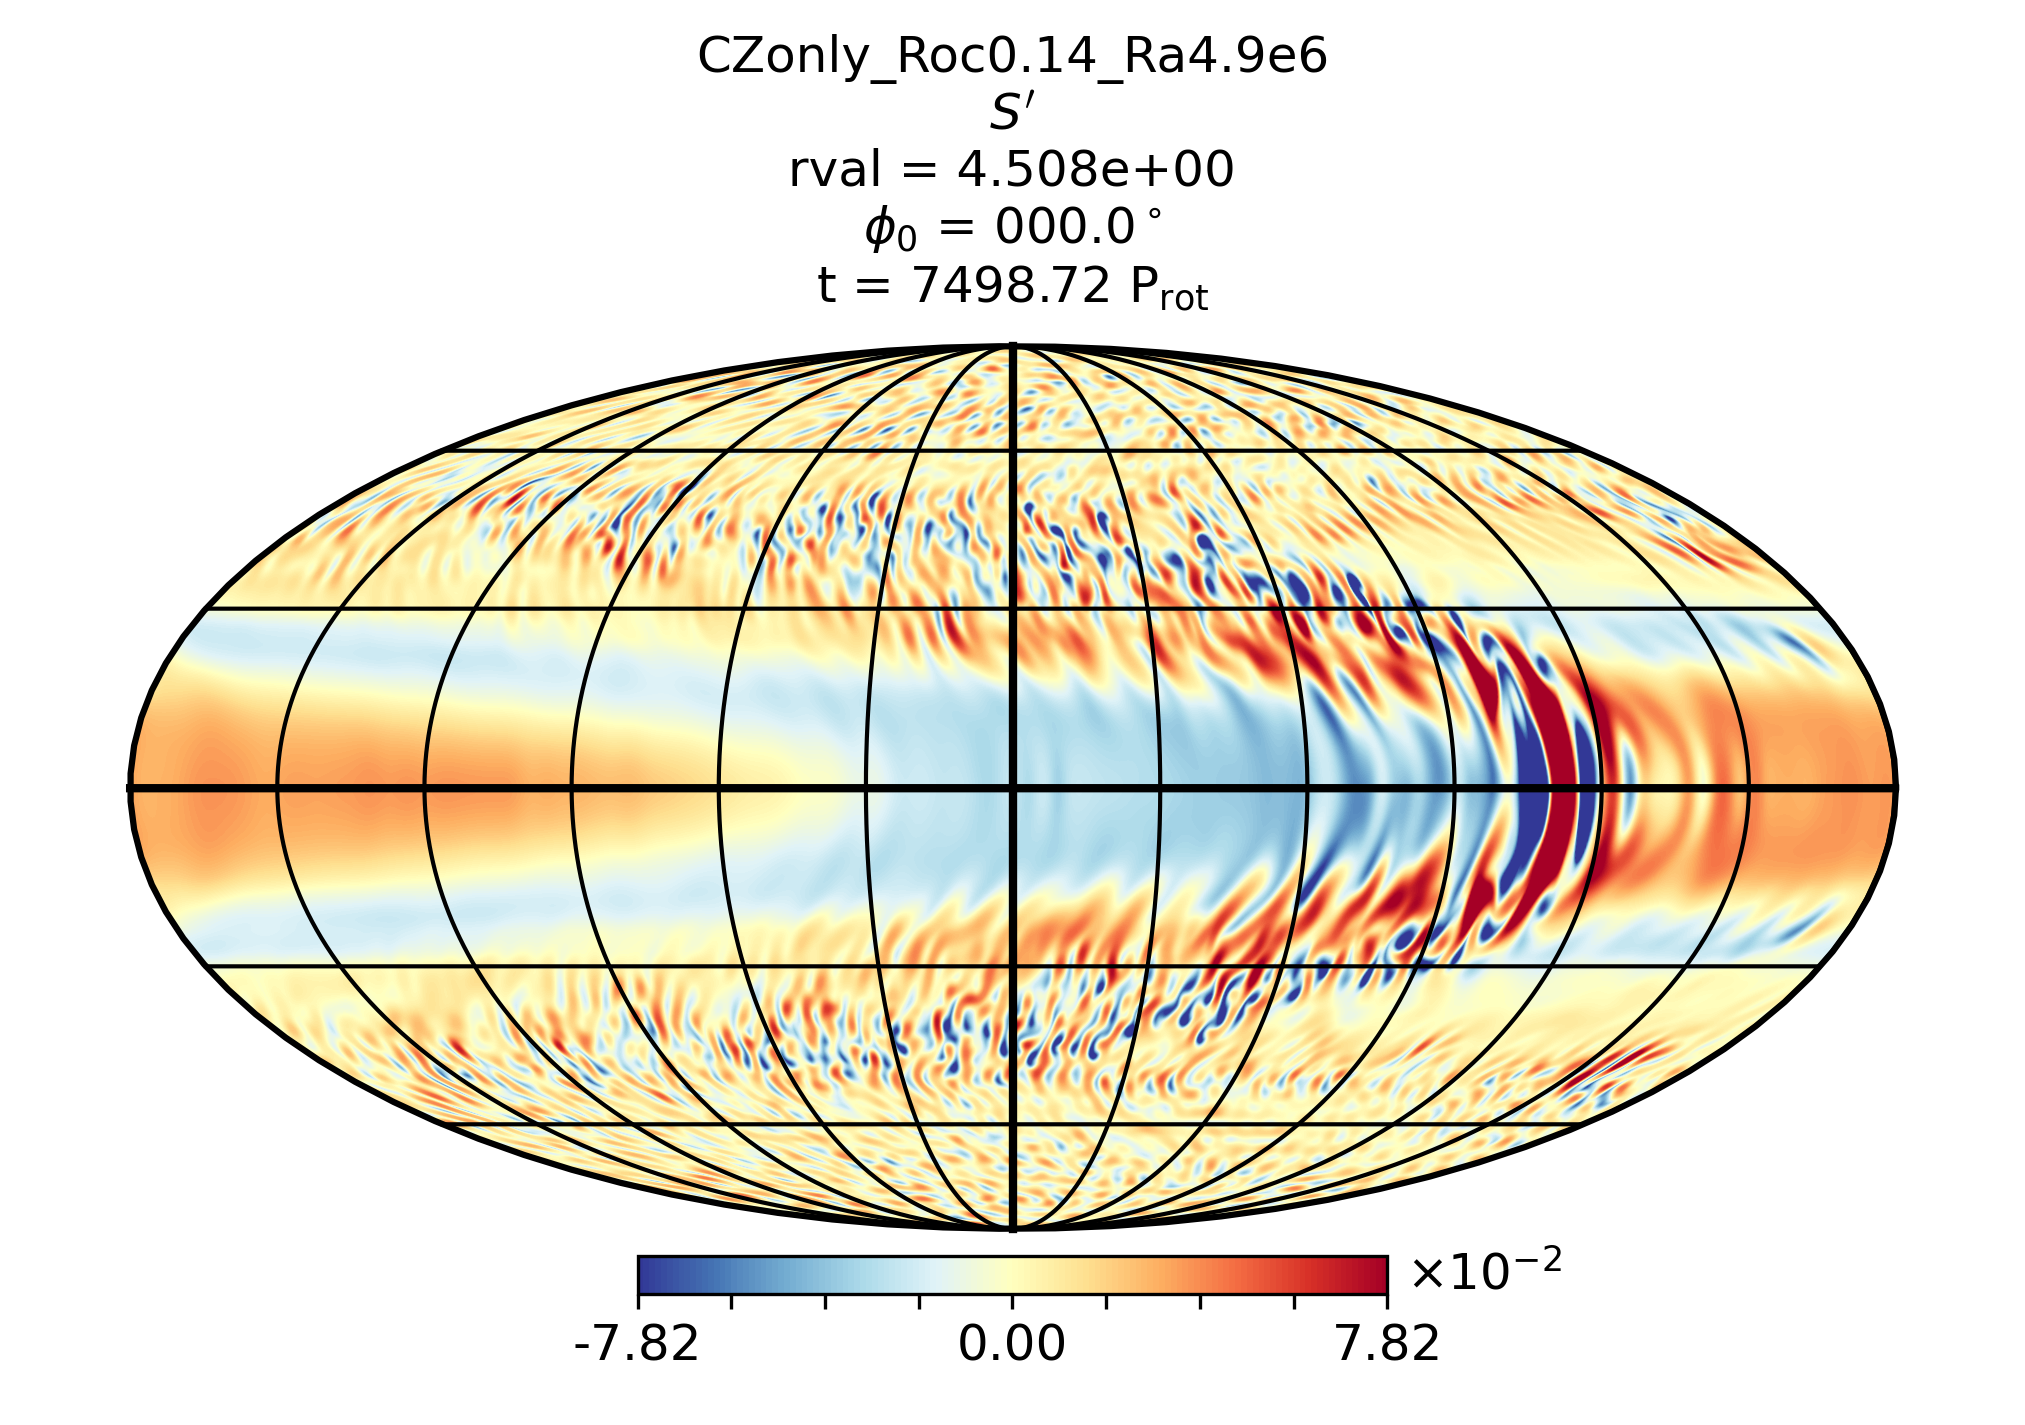 CZonly_Roc0.14_Ra4.9e6
S′
rval = 4.508e+00
ϕ₀ = 000.0°
t = 7498.72 P_rot
×10⁻²
-7.82 0.00 7.82